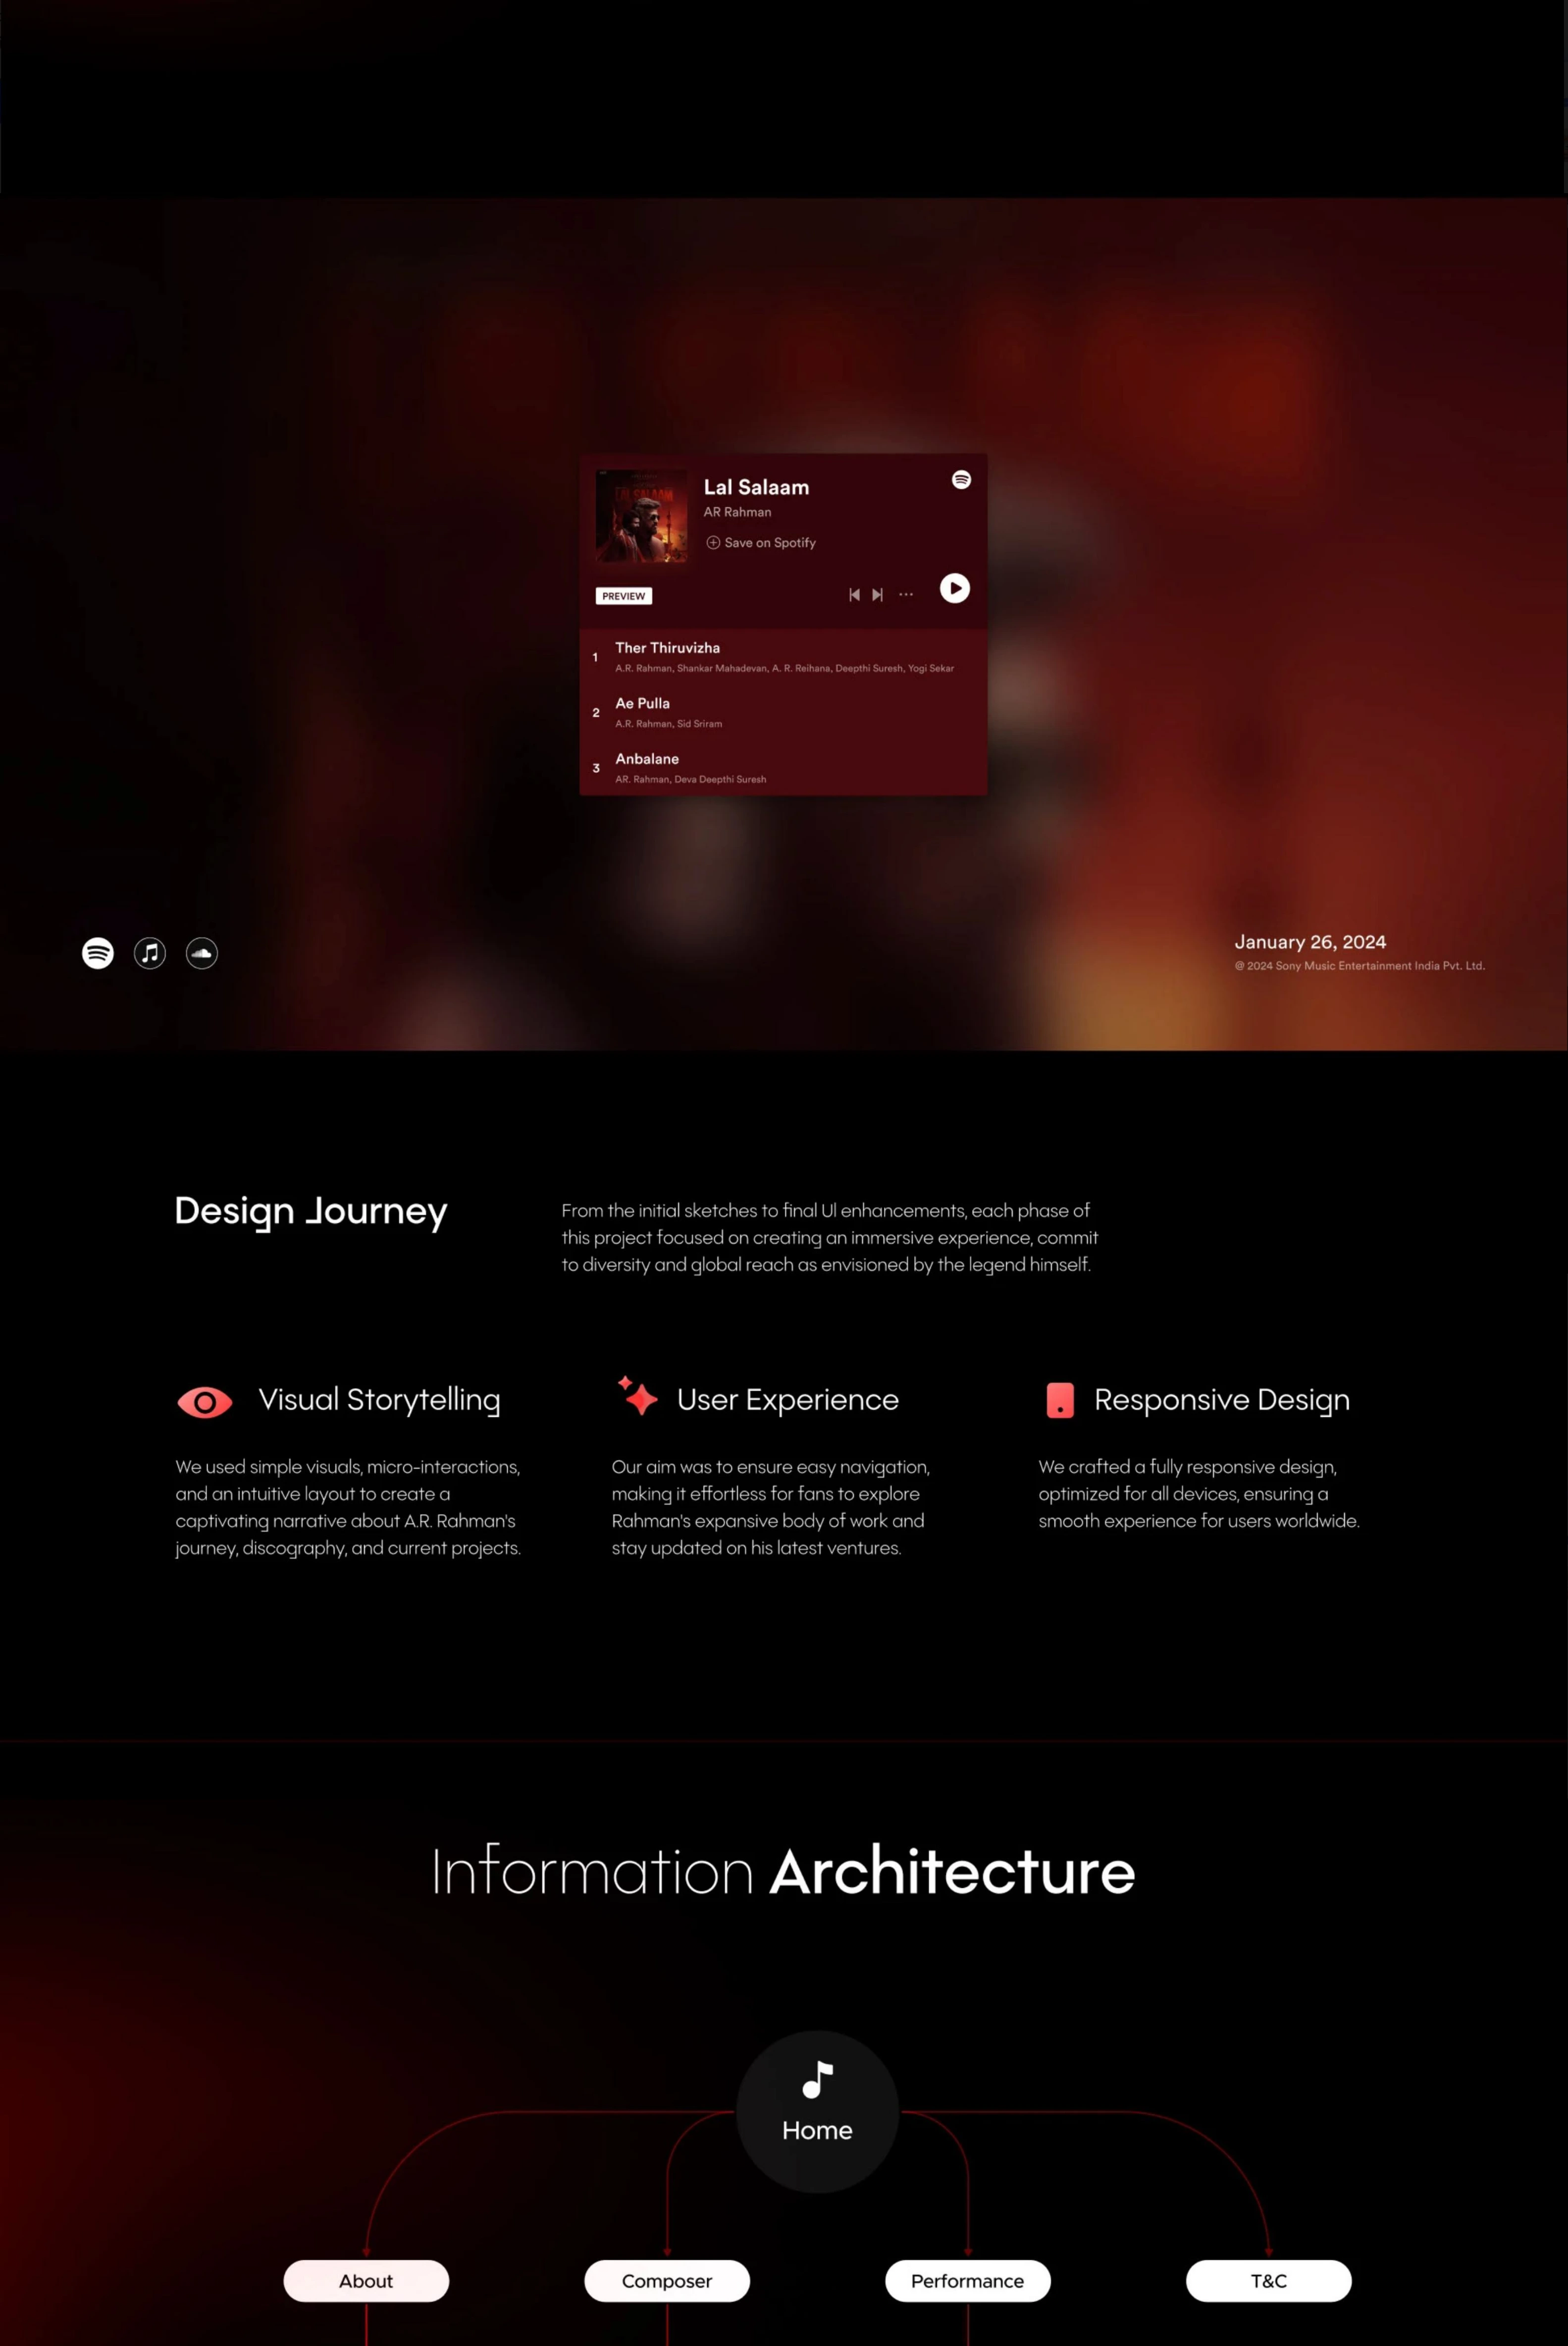 LAL SALAAM
Lal Salaam
AR Rahman
Save on Spotify
PREVIEW
1
Ther Thiruvizha
A.R. Rahman, Shankar Mahadevan, A. R. Reihana, Deepthi Suresh, Yogi Sekar
2
Ae Pulla
A.R. Rahman, Sid Sriram
3
Anbalane
AR. Rahman, Deva Deepthi Suresh
January 26, 2024
@ 2024 Sony Music Entertainment India Pvt. Ltd.
Design Journey
From the initial sketches to final UI enhancements, each phase of
this project focused on creating an immersive experience, commit
to diversity and global reach as envisioned by the legend himself.
Visual Storytelling
We used simple visuals, micro-interactions,
and an intuitive layout to create a
captivating narrative about A.R. Rahman's
journey, discography, and current projects.
User Experience
Our aim was to ensure easy navigation,
making it effortless for fans to explore
Rahman's expansive body of work and
stay updated on his latest ventures.
Responsive Design
We crafted a fully responsive design,
optimized for all devices, ensuring a
smooth experience for users worldwide.
Information Architecture
Home
About
Composer
Performance
T&C